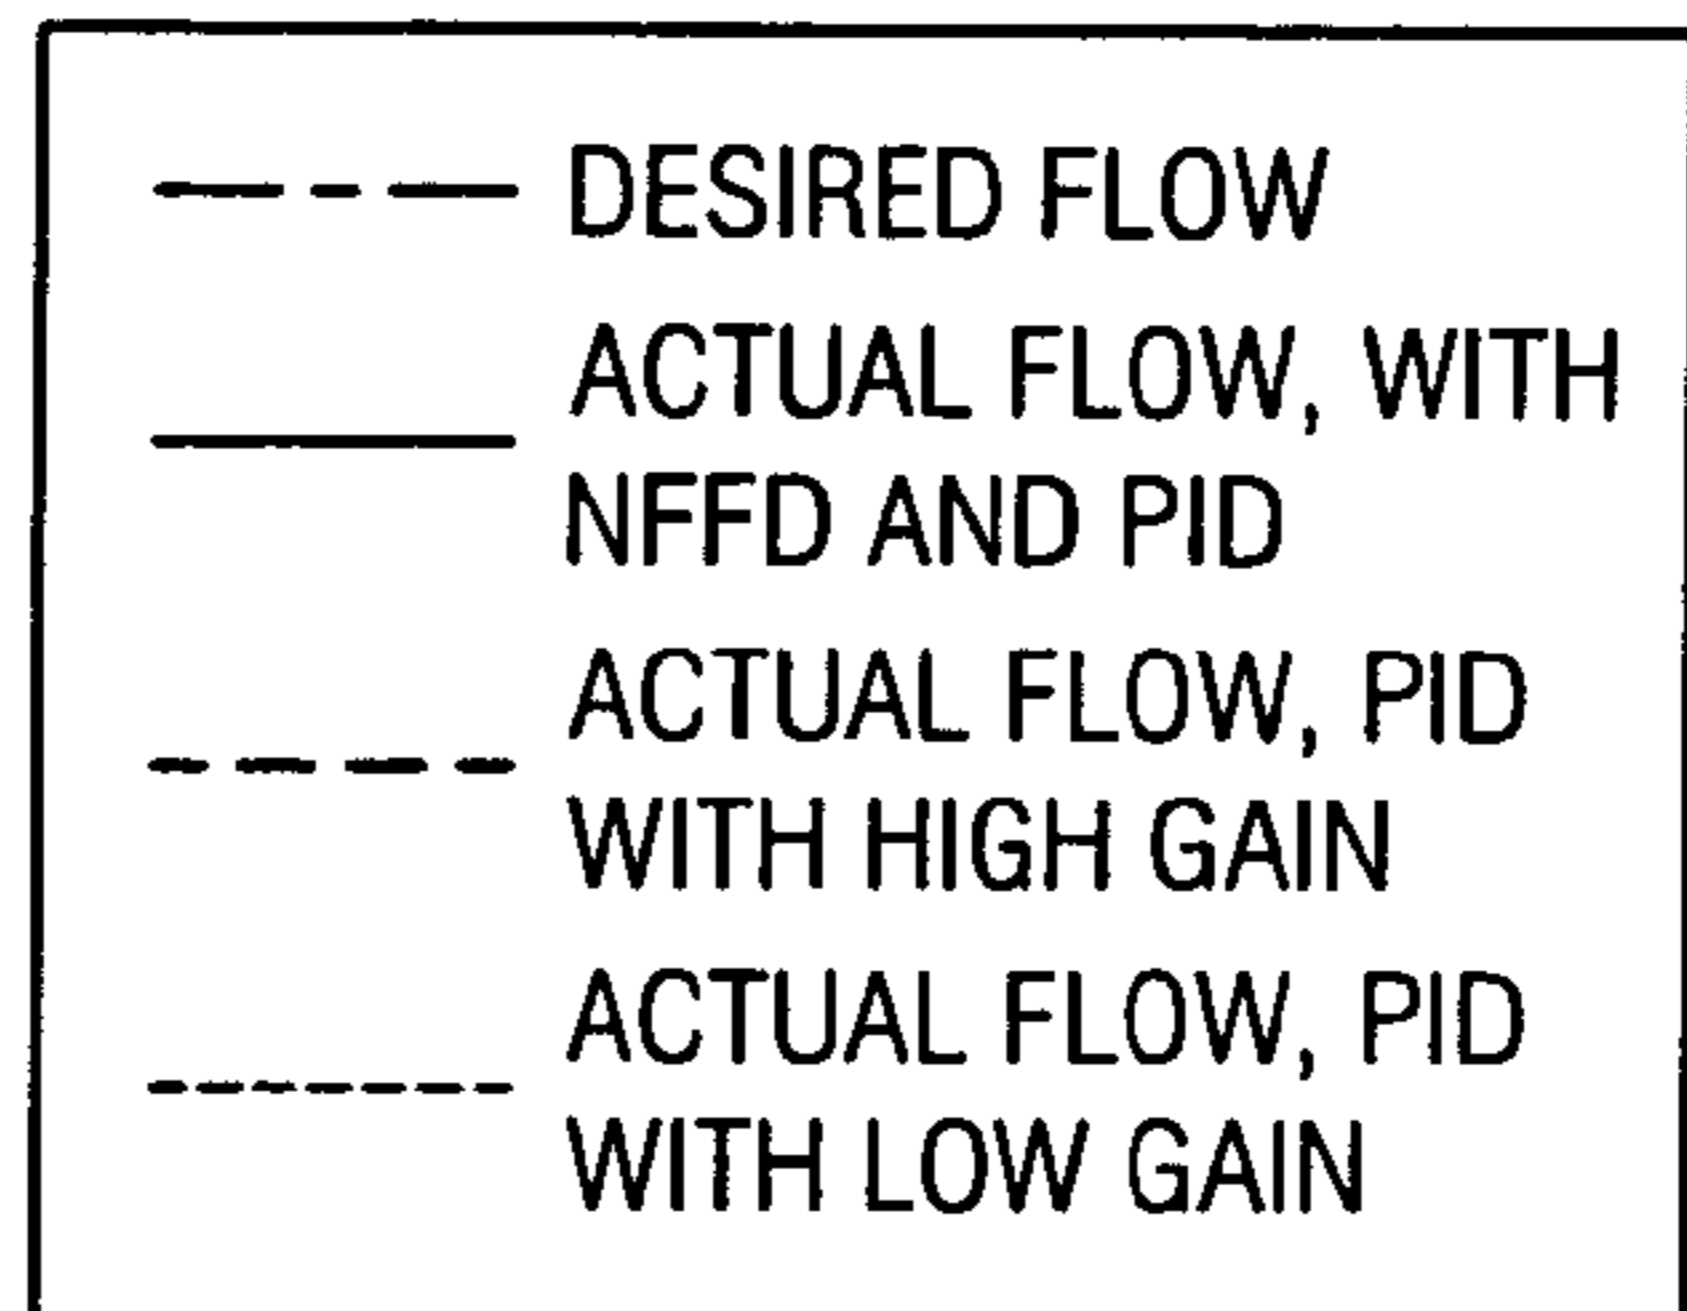 DESIRED FLOW
ACTUAL FLOW, WITH
NFFD AND PID
ACTUAL FLOW, PID
WITH HIGH GAIN
ACTUAL FLOW, PID
WITH LOW GAIN